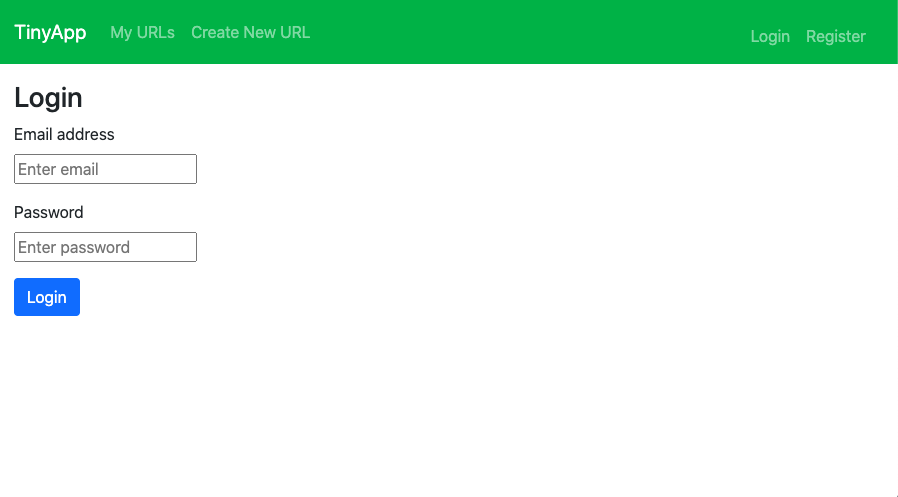 TinyApp My URLs Create New URL Login Register
Login
Email address
Enter email
Password
Enter password
Login